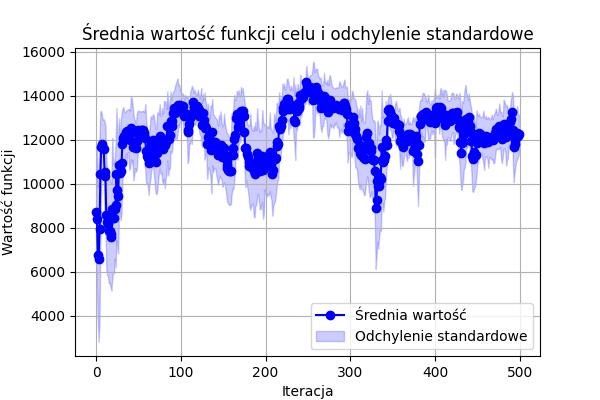 Średnia wartość funkcji celu i odchylenie standardowe
16000
14000
12000
10000
8000
6000
4000
Wartość funkcji
0 100 200 300 400 500
Iteracja
Średnia wartość
Odchylenie standardowe